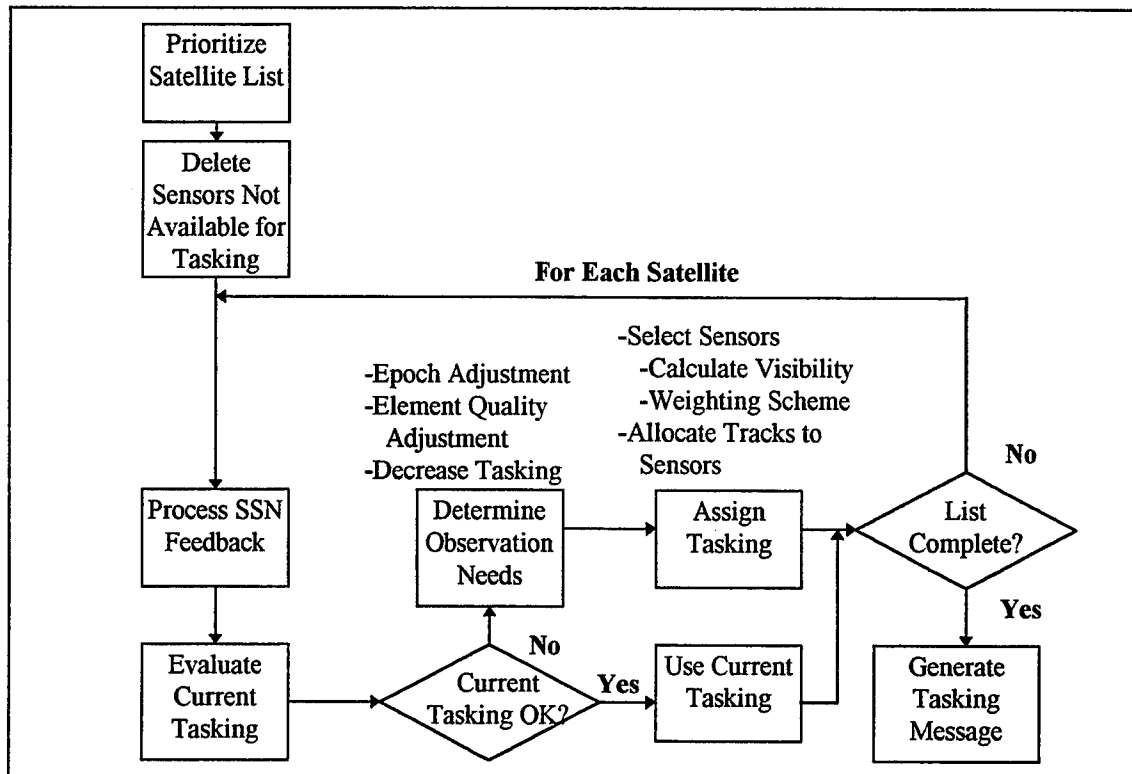 Prioritize
Satellite List
Delete
Sensors Not
Available for
Tasking
For Each Satellite
-Epoch Adjustment
-Element Quality
Adjustment
-Decrease Tasking
-Select Sensors
-Calculate Visibility
-Weighting Scheme
-Allocate Tracks to
Sensors
No
Process SSN
Feedback
Determine
Observation
Needs
Assign
Tasking
List
Complete?
Yes
Evaluate
Current
Tasking
No
Current
Tasking OK?
Yes
Use Current
Tasking
Generate
Tasking
Message